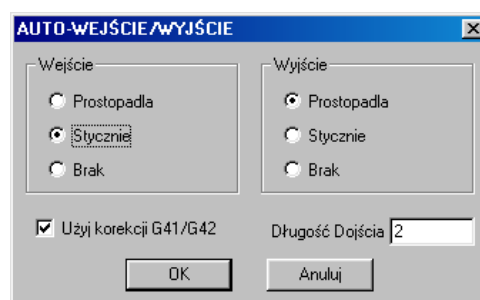 AUTO-WEJŚCIE/WYJŚCIE
Wejście
Prostopadla
Stycznie
Brak
Wyjście
Prostopadla
Stycznie
Brak
Użyj korekcji G41/G42
Długość Dojścia 2
OK Anuluj